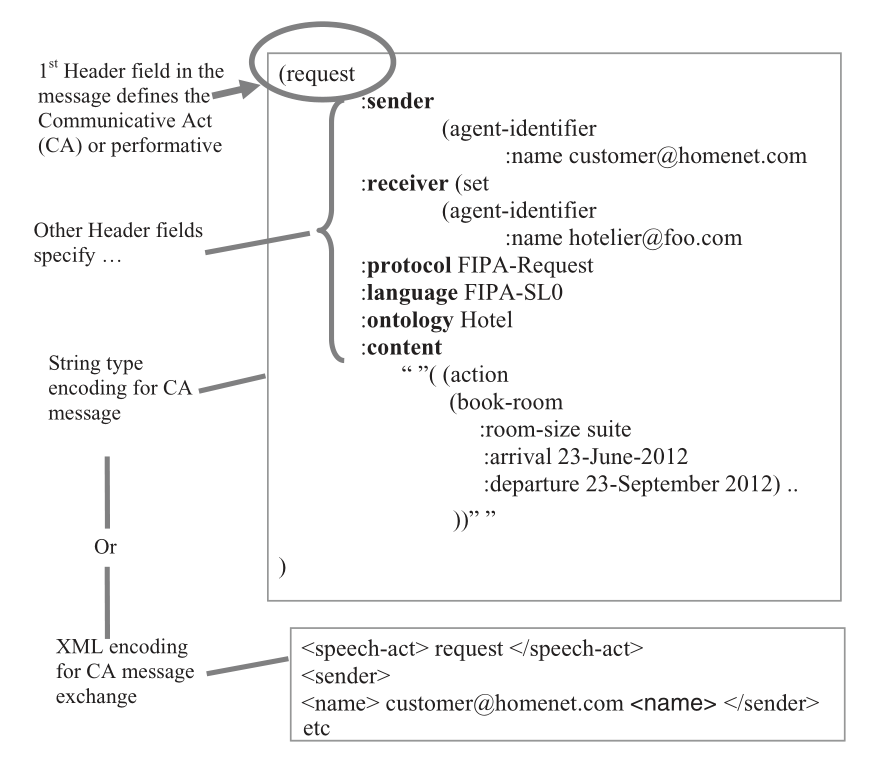 1st Header field in the
message defines the
Communicative Act
(CA) or performative
Other Header fields
specify …
String type
encoding for CA
message
Or
XML encoding
for CA message
exchange
(request
:sender
(agent-identifier
:name customer@homenet.com
:receiver (set
(agent-identifier
:name hotelier@foo.com
:protocol FIPA-Request
:language FIPA-SL0
:ontology Hotel
:content
“ ”( (action
(book-room
:room-size suite
:arrival 23-June-2012
:departure 23-September 2012) ..
))” ”
)
<speech-act> request </speech-act>
<sender>
<name> customer@homenet.com <name> </sender>
etc